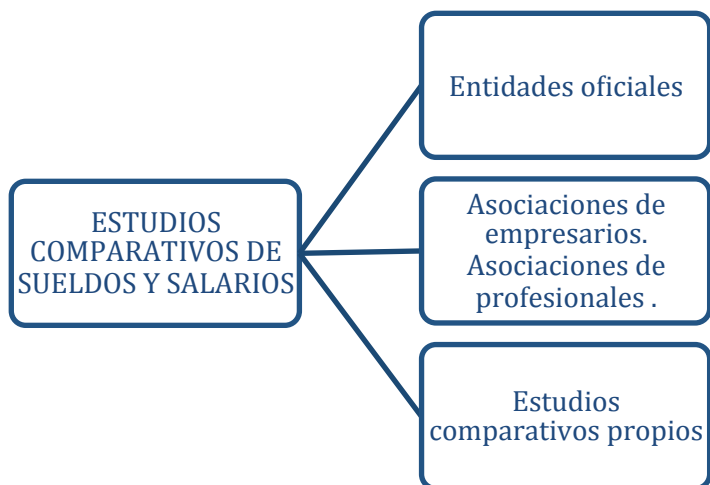 ESTUDIOS
COMPARATIVOS DE
SUELDOS Y SALARIOS
Entidades oficiales
Asociaciones de
empresarios.
Asociaciones de
profesionales .
Estudios
comparativos propios